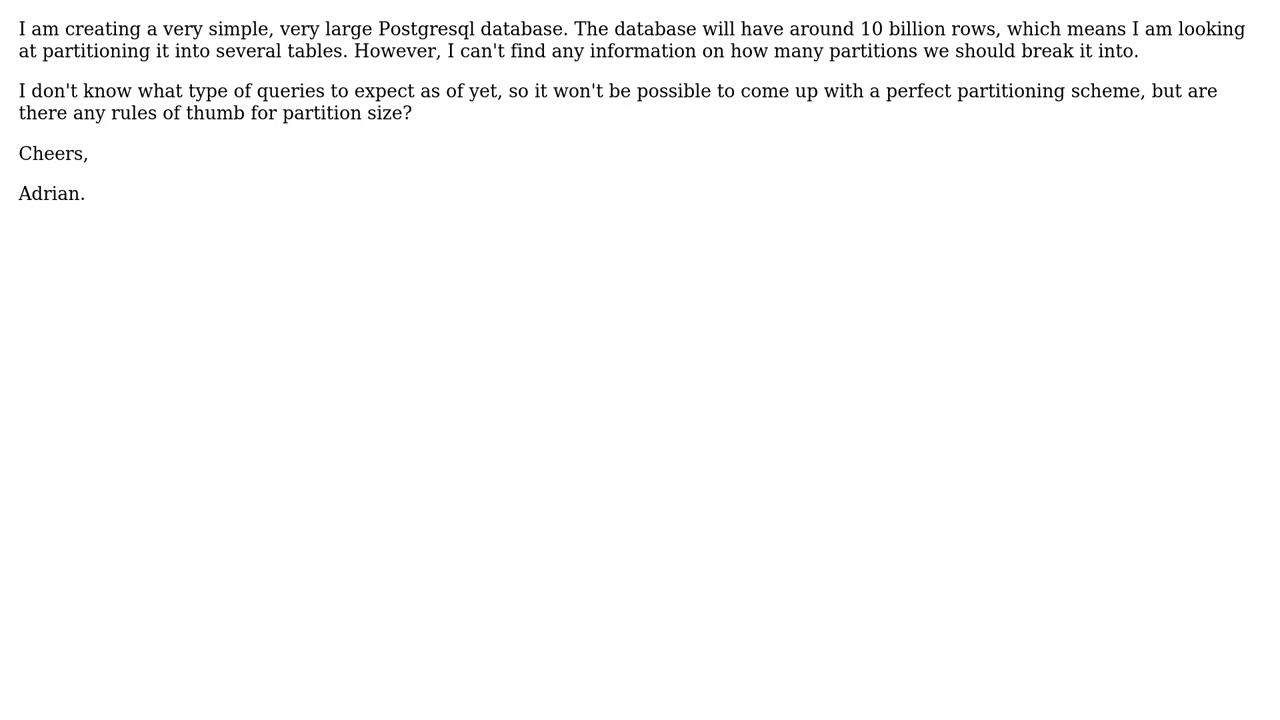 I am creating a very simple, very large Postgresql database. The database will have around 10 billion rows, which means I am looking
at partitioning it into several tables. However, I can't find any information on how many partitions we should break it into.
I don't know what type of queries to expect as of yet, so it won't be possible to come up with a perfect partitioning scheme, but are
there any rules of thumb for partition size?
Cheers,
Adrian.